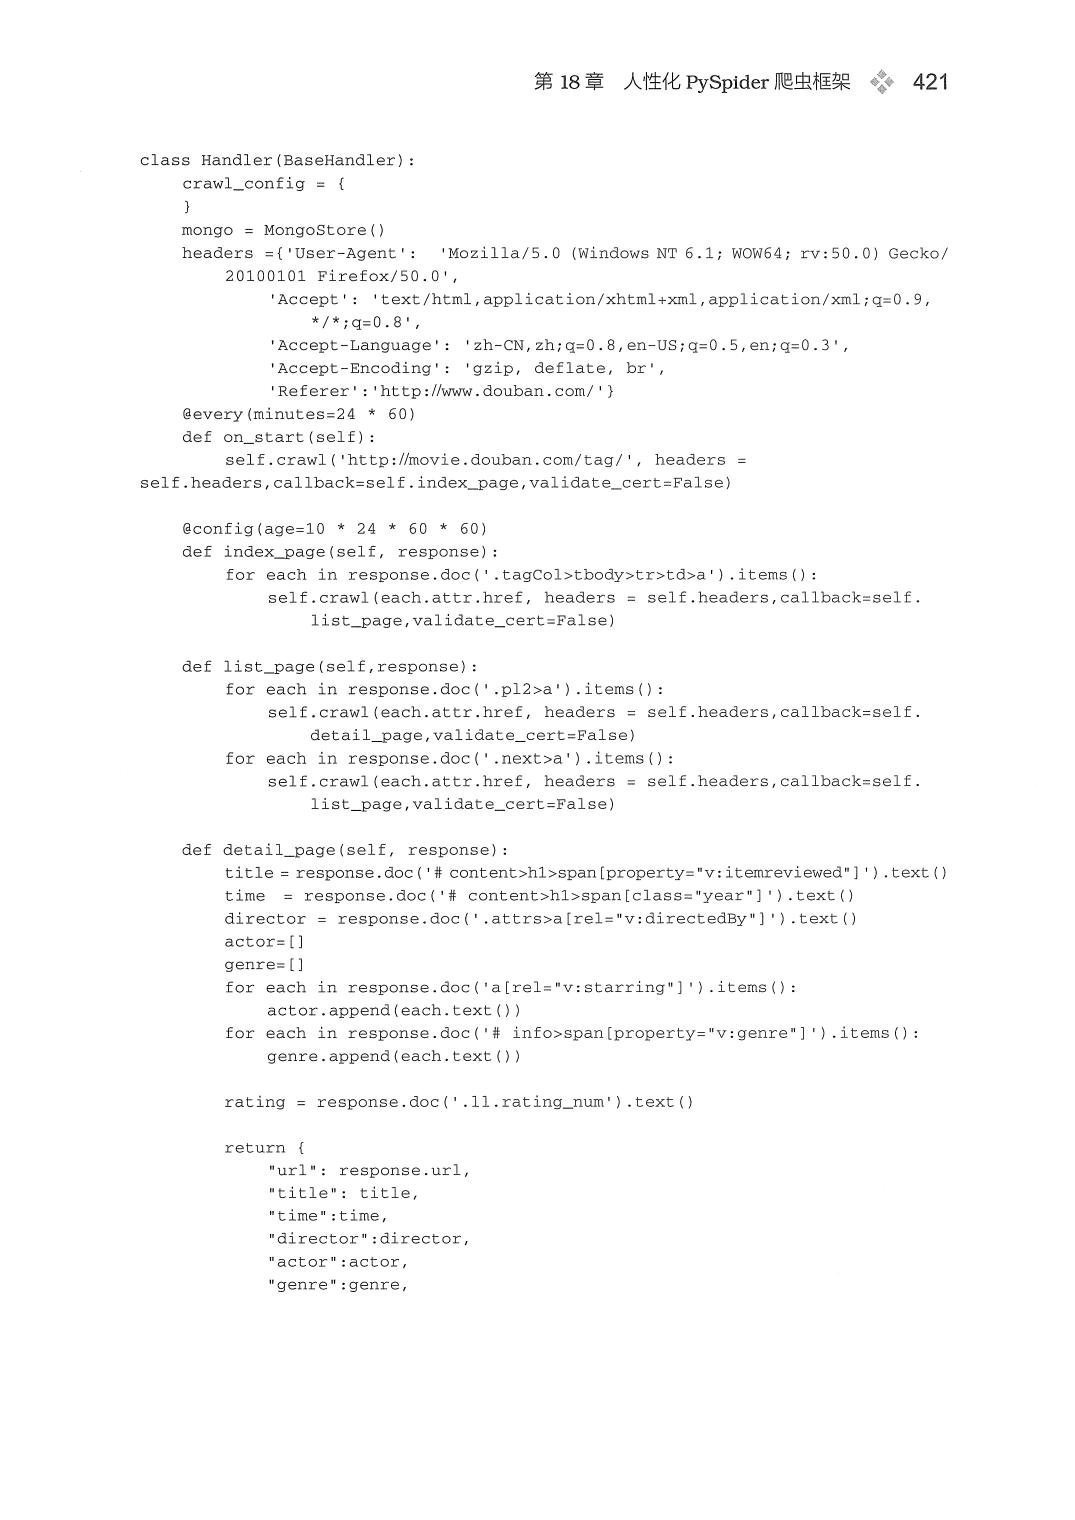 第 18 章 人性化 PySpider 爬虫框架 421
class Handler(BaseHandler):
    crawl_config = {
    }
    mongo = MongoStore()
    headers ={'User-Agent':  'Mozilla/5.0 (Windows NT 6.1; WOW64; rv:50.0) Gecko/
        20100101 Firefox/50.0',
            'Accept': 'text/html,application/xhtml+xml,application/xml;q=0.9,
                */*;q=0.8',
            'Accept-Language': 'zh-CN,zh;q=0.8,en-US;q=0.5,en;q=0.3',
            'Accept-Encoding': 'gzip, deflate, br',
            'Referer':'http://www.douban.com/'}
    @every(minutes=24 * 60)
    def on_start(self):
        self.crawl('http://movie.douban.com/tag/', headers =
self.headers,callback=self.index_page,validate_cert=False)

    @config(age=10 * 24 * 60 * 60)
    def index_page(self, response):
        for each in response.doc('.tagCol>tbody>tr>td>a').items():
            self.crawl(each.attr.href, headers = self.headers,callback=self.
                list_page,validate_cert=False)

    def list_page(self,response):
        for each in response.doc('.pl2>a').items():
            self.crawl(each.attr.href, headers = self.headers,callback=self.
                detail_page,validate_cert=False)
        for each in response.doc('.next>a').items():
            self.crawl(each.attr.href, headers = self.headers,callback=self.
                list_page,validate_cert=False)

    def detail_page(self, response):
        title = response.doc('# content>h1>span[property="v:itemreviewed"]').text()
        time  = response.doc('# content>h1>span[class="year"]').text()
        director = response.doc('.attrs>a[rel="v:directedBy"]').text()
        actor=[]
        genre=[]
        for each in response.doc('a[rel="v:starring"]').items():
            actor.append(each.text())
        for each in response.doc('# info>span[property="v:genre"]').items():
            genre.append(each.text())

        rating = response.doc('.ll.rating_num').text()

        return {
            "url": response.url,
            "title": title,
            "time":time,
            "director":director,
            "actor":actor,
            "genre":genre,